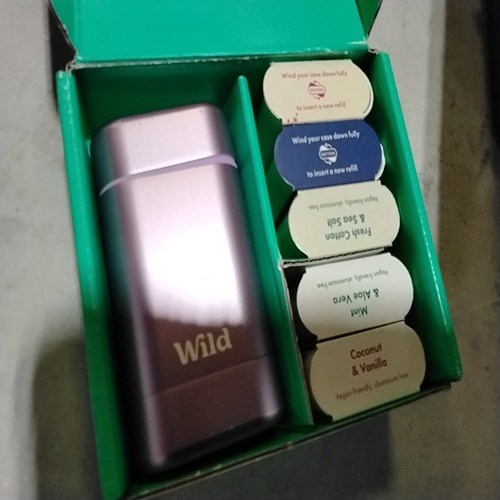 Wind your case down fully
to insert a new refill
Wind your case down fully
to insert a new refill
Fresh Cotton
& Sea Salt
Vegan friendly, aluminium free
Mint
& Aloe Vera
Vegan friendly, aluminium free
Coconut
& Vanilla
Vegan friendly, aluminium free
Wild